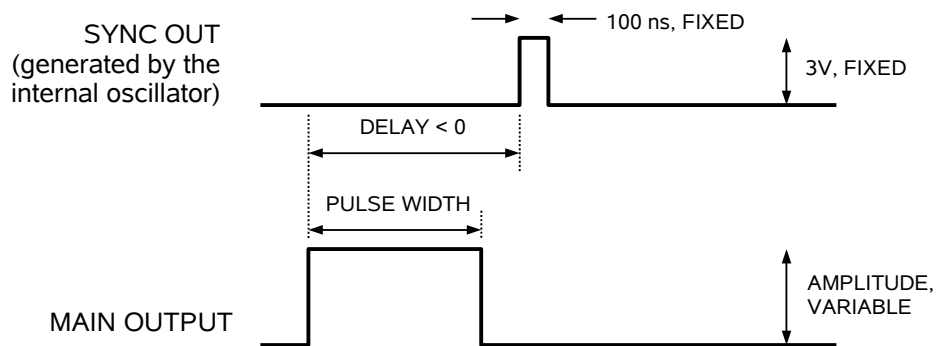 100 ns, FIXED
SYNC OUT
(generated by the
internal oscillator)
3V, FIXED
DELAY < 0
PULSE WIDTH
AMPLITUDE,
VARIABLE
MAIN OUTPUT